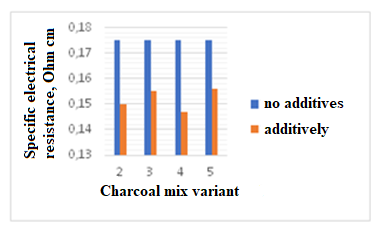 Specific electrical
resistance, Ohm cm
0,18
0,17
0,16
0,15
0,14
0,13
2 3 4 5
Charcoal mix variant
no additives
additively